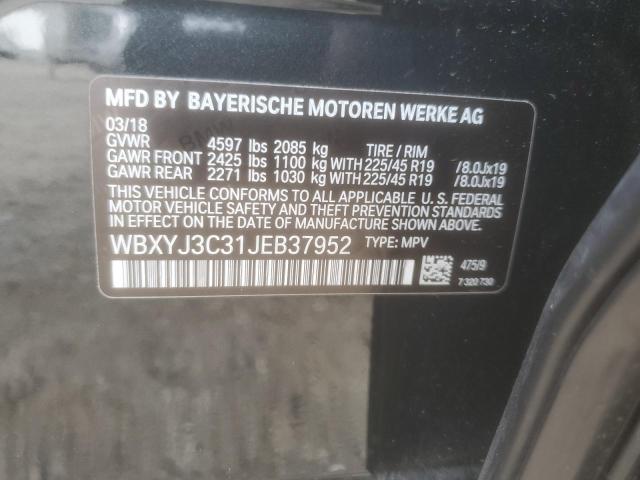 MFD BY BAYERISCHE MOTOREN WERKE AG
03/18
GVWR 4597 lbs 2085 kg TIRE / RIM
GAWR FRONT 2425 lbs 1100 kg WITH 225/45 R19 /8.0Jx19
GAWR REAR 2271 lbs 1030 kg WITH 225/45 R19 /8.0Jx19
THIS VEHICLE CONFORMS TO ALL APPLICABLE U. S. FEDERAL
MOTOR VEHICLE SAFETY AND THEFT PREVENTION STANDARDS
IN EFFECT ON THE DATE OF MANUFACTURE SHOWN ABOVE.
WBXYJ3C31JEB37952 TYPE: MPV
475/9
7 320 730